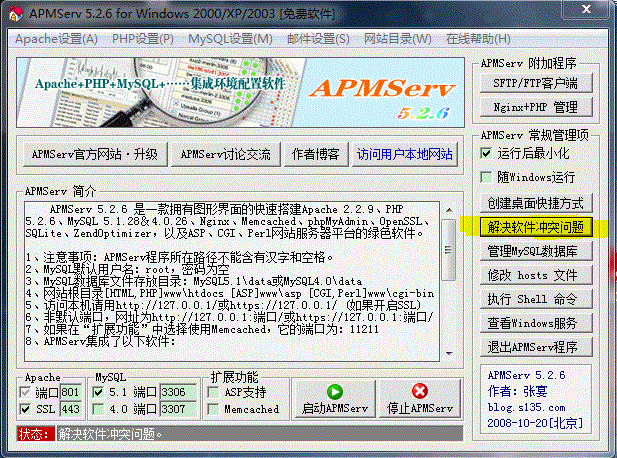 APMServ 5.2.6 for Windows 2000/XP/2003 [免费软件]
Apache设置(A) PHP设置(P) MySQL设置(M) 邮件设置(S) 网站目录(W) 在线帮助(H)
Apache+PHP+MySQL+……集成环境配置软件
APMServ
5.2.6
APMServ官方网站·升级 APMServ讨论交流 作者博客 访问用户本地网站
APMServ 简介
APMServ 5.2.6 是一款拥有图形界面的快速搭建Apache 2.2.9、PHP
5.2.6、MySQL 5.1.28＆4.0.26、Nginx、Memcached、phpMyAdmin、OpenSSL、
SQLite、ZendOptimizer，以及ASP、CGI、Perl网站服务器平台的绿色软件。
1、注意事项：APMServ程序所在路径不能含有汉字和空格。
2、MySQL默认用户名：root，密码为空
3、MySQL数据库文件存放目录：MySQL5.1\data或MySQL4.0\data
4、网站根目录[HTML,PHP]www\htdocs [ASP]www\asp [CGI,Perl]www\cgi-bin
5、访问本机请用http://127.0.0.1/或https://127.0.0.1/ （如果开启SSL）
6、非默认端口，网址为http://127.0.0.1:端口/或https://127.0.0.1:端口/
7、如果在“扩展功能”中选择使用Memcached，它的端口为：11211
8、APMServ集成了以下软件：
Apache
端口 801
SSL 443
MySQL
5.1 端口 3306
4.0 端口 3307
扩展功能
ASP支持
Memcached
启动APMServ
停止APMServ
状态： 解决软件冲突问题。
APMServ 附加程序
SFTP/FTP客户端
Nginx+PHP 管理
APMServ 常规管理项
运行后最小化
随Windows运行
创建桌面快捷方式
解决软件冲突问题
管理MySQL数据库
修改 hosts 文件
执行 Shell 命令
查看Windows服务
退出APMServ程序
APMServ 5.2.6
作者：张宴
blog.s135.com
2008-10-20[北京]